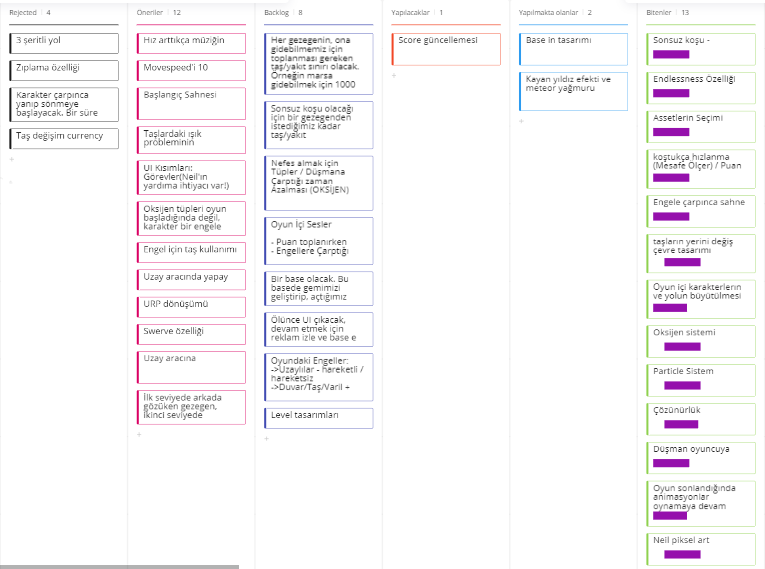 Rejected | 4
3 şeritli yol
Zıplama özelliği
Karakter çarpınca
yanıp sönmeye
başlayacak. Bir süre
Taş değişim currency
Öneriler | 12
Hız arttıkça müziğin
Movespeed'i 10
Başlangıç Sahnesi
Taşlardaki ışık
probleminin
UI Kısımları:
Görevler(Neil'ın
yardıma ihtiyacı var!)
Oksijen tüpleri oyun
başladığında değil,
karakter bir engele
Engel için taş kullanımı
Uzay aracında yapay
URP dönüşümü
Swerve özelliği
Uzay aracına
İlk seviyede arkada
gözüken gezegen,
ikinci seviyede
Backlog | 8
Her gezegenin, ona
gidebilmemiz için
toplanması gereken
taş/yakıt sınırı olacak.
Örneğin marsa
gidebilmek için 1000
Sonsuz koşu olacağı
için bir gezegenden
istediğimiz kadar
taş/yakıt
Nefes almak için
Tüpler / Düşmana
Çarptığı zaman
Azalması (OKSİJEN)
Oyun İçi Sesler
- Puan toplanırken
- Engellere Çarptığı
Bir base olacak. Bu
basede gemimizi
geliştirip, açtığımız
Ölünce UI çıkacak,
devam etmek için
reklam izle ve base e
Oyundaki Engeller:
->Uzaylılar - hareketli /
hareketsiz
->Duvar/Taş/Varil +
Level tasarımları
Yapılacaklar | 1
Score güncellemesi
Yapılmakta olanlar | 2
Base in tasarımı
Kayan yıldız efekti ve
meteor yağmuru
Bitenler | 13
Sonsuz koşu -
Endlessness Özelliği
Assetlerin Seçimi
koştukça hızlanma
(Mesafe Ölçer) / Puan
Engele çarpınca sahne
taşların yerini değiş
çevre tasarımı
Oyun içi karakterlerin
ve yolun büyütülmesi
Oksijen sistemi
Particle Sistem
Çözünürlük
Düşman oyuncuya
Oyun sonlandığında
animasyonlar
oynamaya devam
Neil piksel art